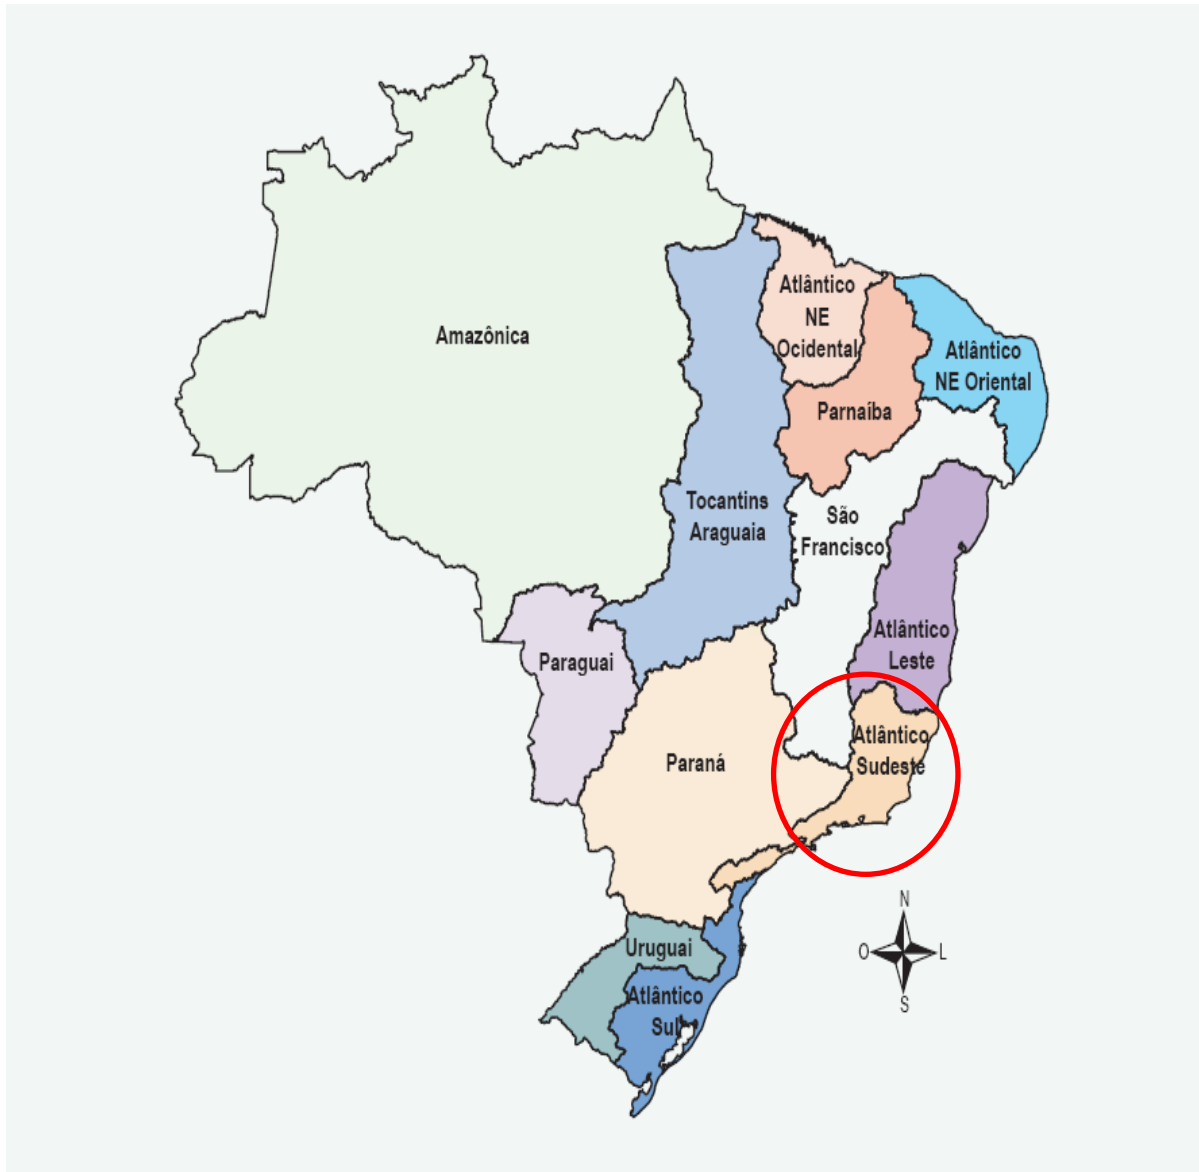 Atlântico
NE
Ocidental
Amazônica
Atlântico
NE Oriental
Parnaíba
Tocantins
Araguaia
São
Francisco
Atlântico
Leste
Paraguai
Paraná
Atlântico
Sudeste
N
O
L
S
Uruguai
Atlântico
Sul